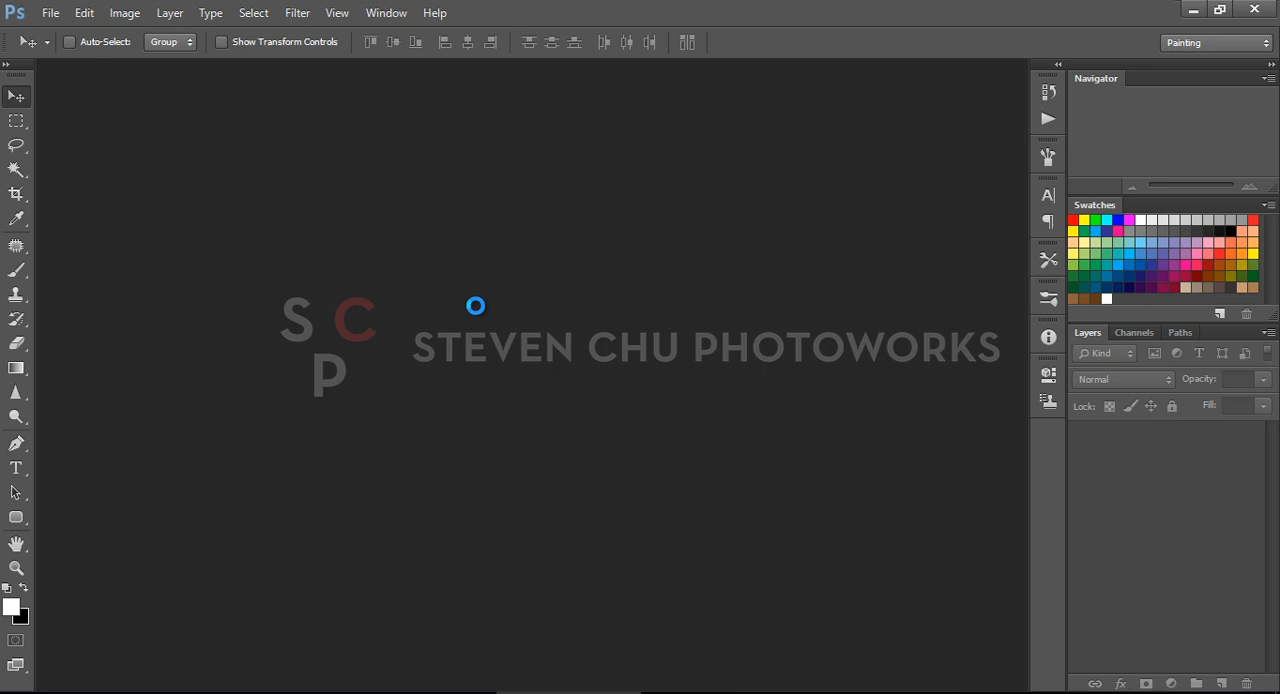 Ps File Edit Image Layer Type Select Filter View Window Help
Auto-Select: Group Show Transform Controls Painting
Navigator
Swatches
S C
P
STEVEN CHU PHOTOWORKS
Layers Channels Paths
Kind
Normal Opacity:
Lock: Fill: